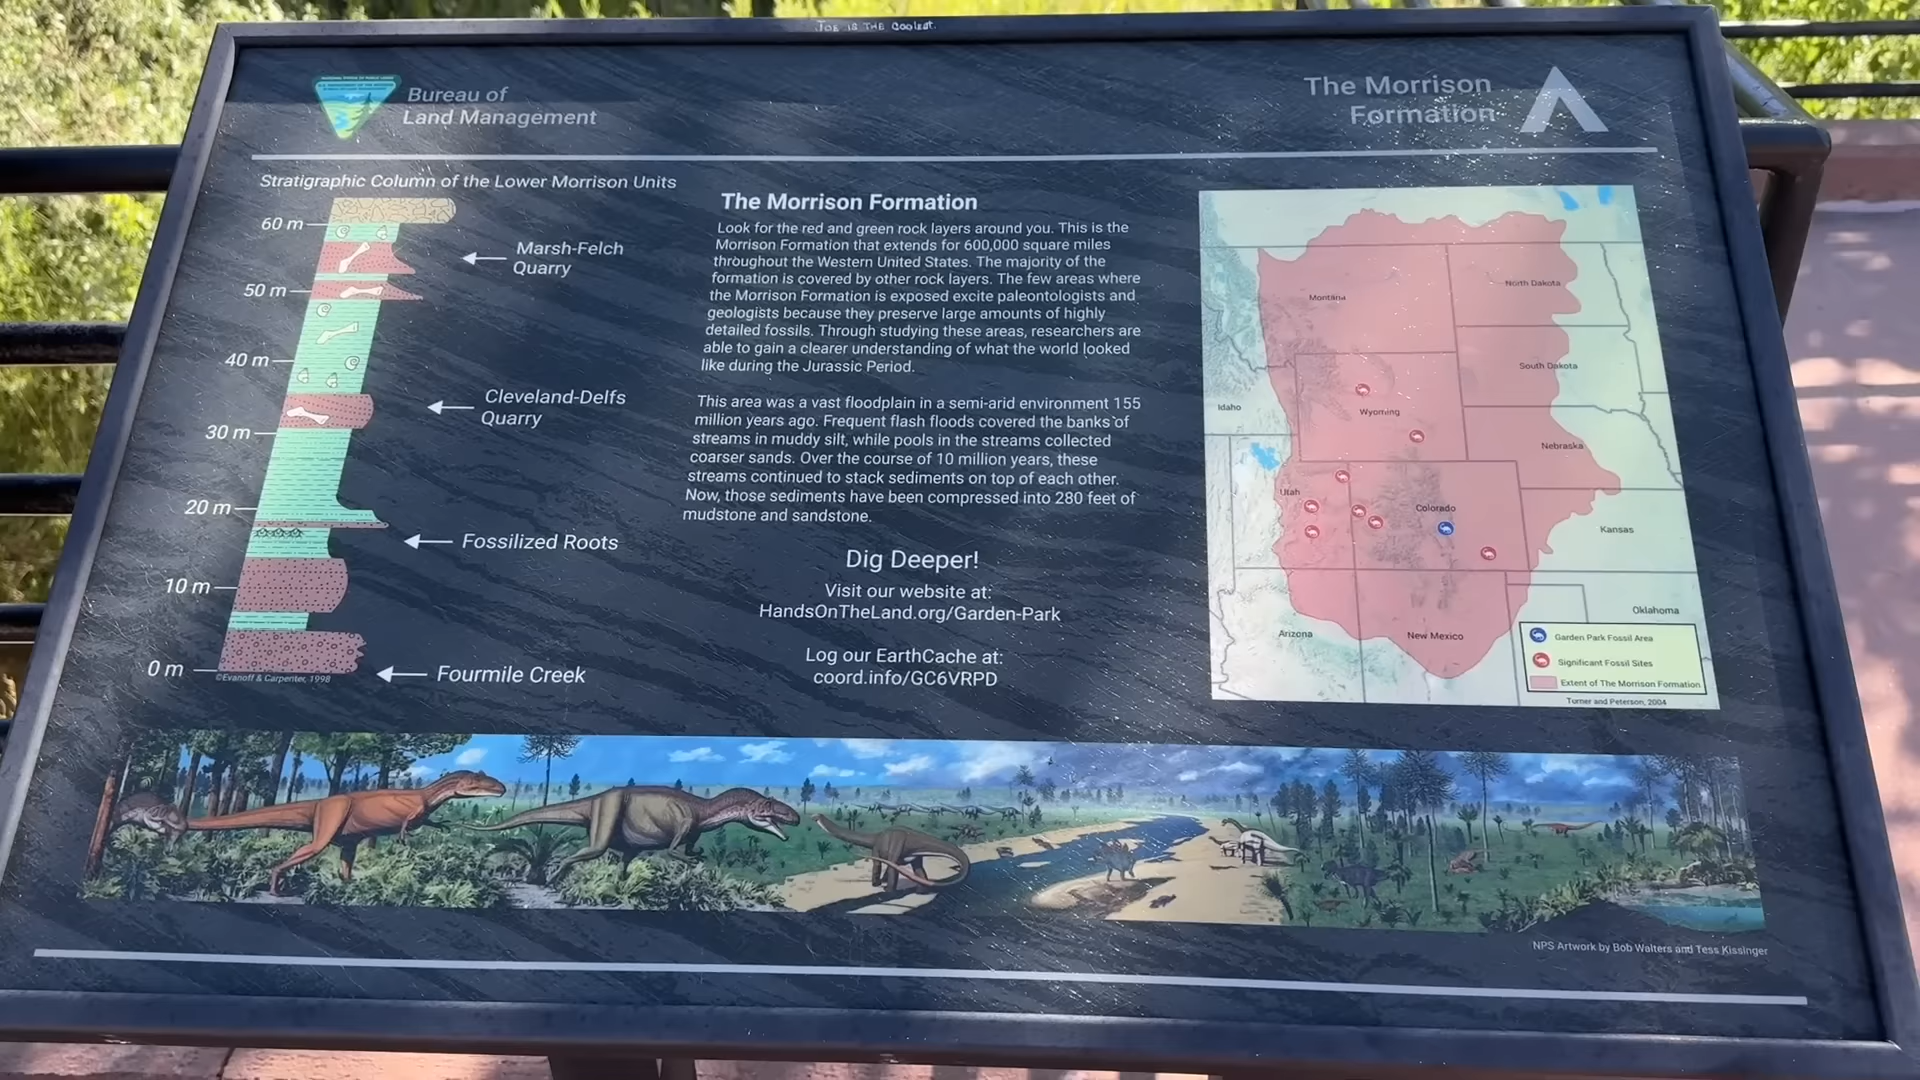 JOE IS THE COOLEST.
Bureau of
Land Management
The Morrison
Formation
Stratigraphic Column of the Lower Morrison Units
60 m
50 m
40 m
30 m
20 m
10 m
0 m
Marsh-Felch
Quarry
Cleveland-Delfs
Quarry
Fossilized Roots
Fourmile Creek
©Evanoff & Carpenter, 1998
The Morrison Formation
Look for the red and green rock layers around you. This is the
Morrison Formation that extends for 600,000 square miles
throughout the Western United States. The majority of the
formation is covered by other rock layers. The few areas where
the Morrison Formation is exposed excite paleontologists and
geologists because they preserve large amounts of highly
detailed fossils. Through studying these areas, researchers are
able to gain a clearer understanding of what the world looked
like during the Jurassic Period.
This area was a vast floodplain in a semi-arid environment 155
million years ago. Frequent flash floods covered the banks of
streams in muddy silt, while pools in the streams collected
coarser sands. Over the course of 10 million years, these
streams continued to stack sediments on top of each other.
Now, those sediments have been compressed into 280 feet of
mudstone and sandstone.
Dig Deeper!
Visit our website at:
HandsOnTheLand.org/Garden-Park
Log our EarthCache at:
coord.info/GC6VRPD
Montana
North Dakota
South Dakota
Idaho
Wyoming
Nebraska
Utah
Colorado
Kansas
Arizona
New Mexico
Oklahoma
Garden Park Fossil Area
Significant Fossil Sites
Extent of The Morrison Formation
Turner and Peterson, 2004
NPS Artwork by Bob Walters and Tess Kissinger